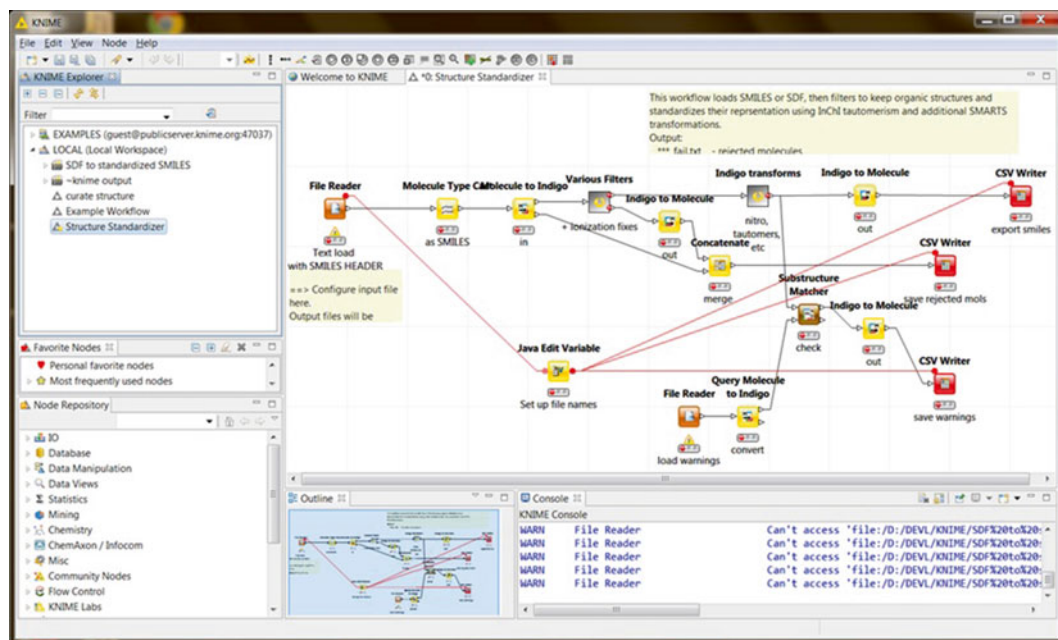 KNIME
File Edit View Node Help
KNIME Explorer
Filter
EXAMPLES (guest@publicserver.knime.org:47037)
LOCAL (Local Workspace)
SDF to standardized SMILES
~knime output
curate structure
Example Workflow
Structure Standardizer
Favorite Nodes
Personal favorite nodes
Most frequently used nodes
Node Repository
IO
Database
Data Manipulation
Data Views
Statistics
Mining
Chemistry
ChemAxon / Infocom
Misc
Community Nodes
Flow Control
KNIME Labs
Welcome to KNIME
*0: Structure Standardizer
This workflow loads SMILES or SDF, then filters to keep organic structures and
standardizes their reprsentation using InChI tautomerism and additional SMARTS
transformations.
Output:
*** fail.txt - rejected molecules
File Reader
Text load
with SMILES HEADER
==> Configure input file
here.
Output files will be
Molecule Type
as SMILES
Molecule to Indigo
in
Various Filters
+ Ionization fixes
Indigo to Molecule
out
Concatenate
merge
Indigo transforms
nitro,
tautomers,
etc
Indigo to Molecule
out
CSV Writer
export smiles
CSV Writer
save rejected mols
Substructure
Matcher
check
Indigo to Molecule
out
CSV Writer
save warnings
Java Edit Variable
Set up file names
File Reader
load warnings
Query Molecule
to Indigo
convert
Outline
Console
KNIME Console
WARN File Reader Can't access 'file:/D:/DEVL/KNIME/SDF%20to%20
WARN File Reader Can't access 'file:/D:/DEVL/KNIME/SDF%20to%20
WARN File Reader Can't access 'file:/D:/DEVL/KNIME/SDF%20to%20
WARN File Reader Can't access 'file:/D:/DEVL/KNIME/SDF%20to%20
WARN File Reader Can't access 'file:/D:/DEVL/KNIME/SDF%20to%20